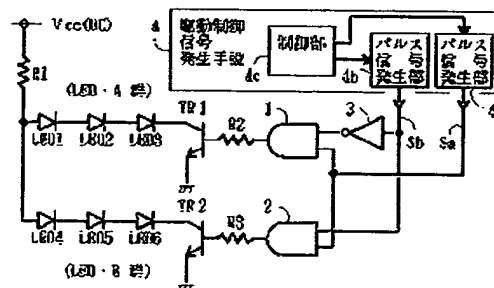 Vcc(DC)
R1
(LED・A 群)
LED1 LED2 LED3
TR1
R2
1
3
4
駆動制御
信号
発生手段
制御部
4c
パルス
信号
発生部
4b
パルス
信号
発生部
Sb
Sa
LED4 LED5 LED6
(LED・B 群)
TR2
R3
2